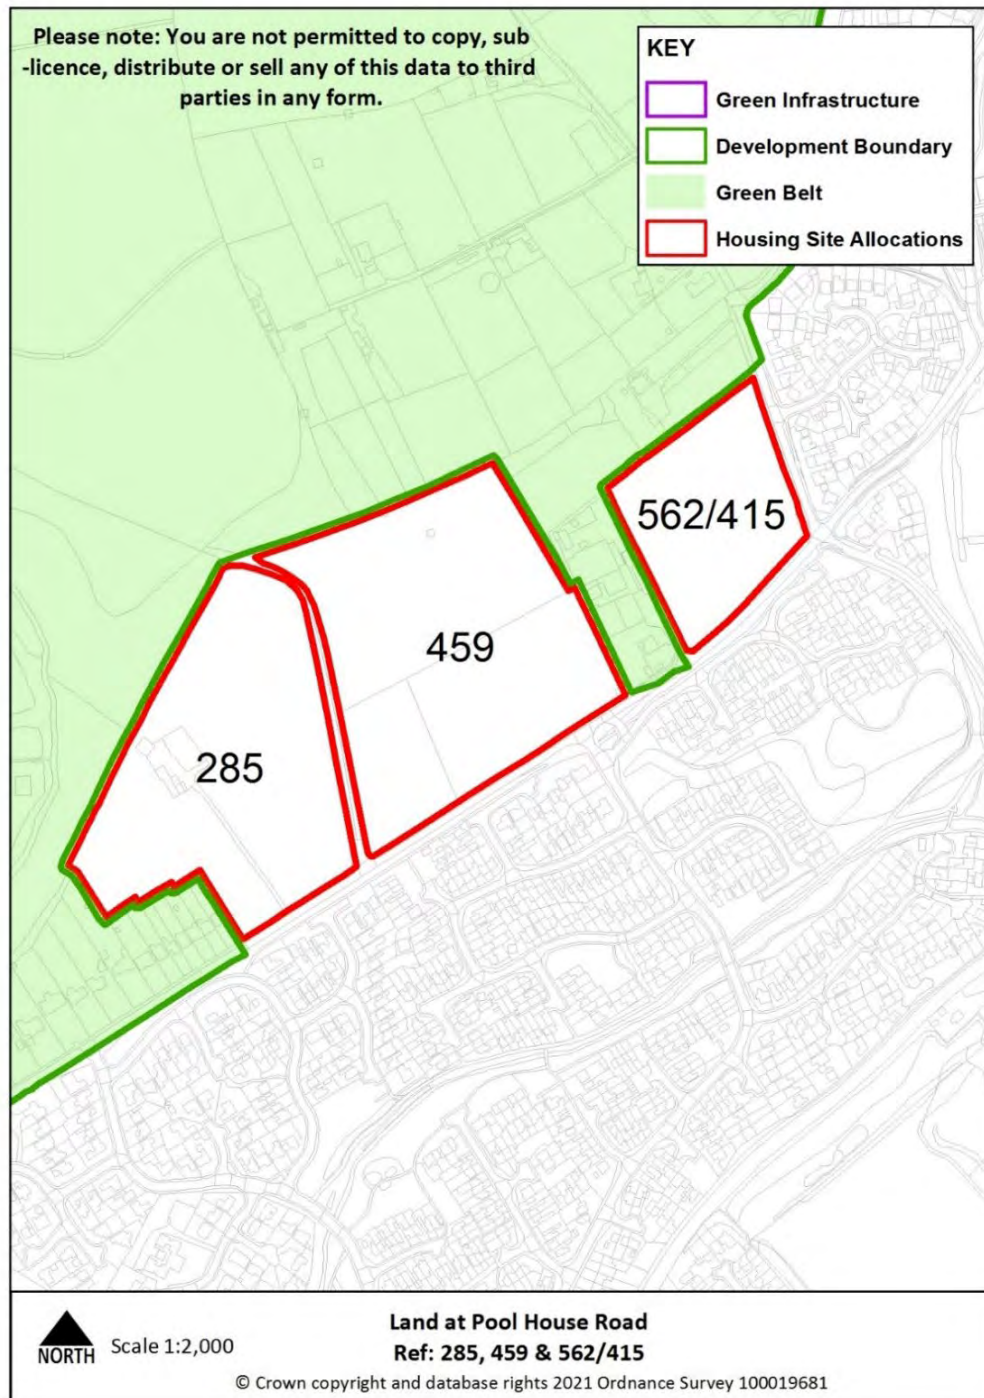 Please note: You are not permitted to copy, sub
-licence, distribute or sell any of this data to third
parties in any form.
KEY
Green Infrastructure
Development Boundary
Green Belt
Housing Site Allocations
562/415
459
285
NORTH
Scale 1:2,000
Land at Pool House Road
Ref: 285, 459 & 562/415
© Crown copyright and database rights 2021 Ordnance Survey 100019681